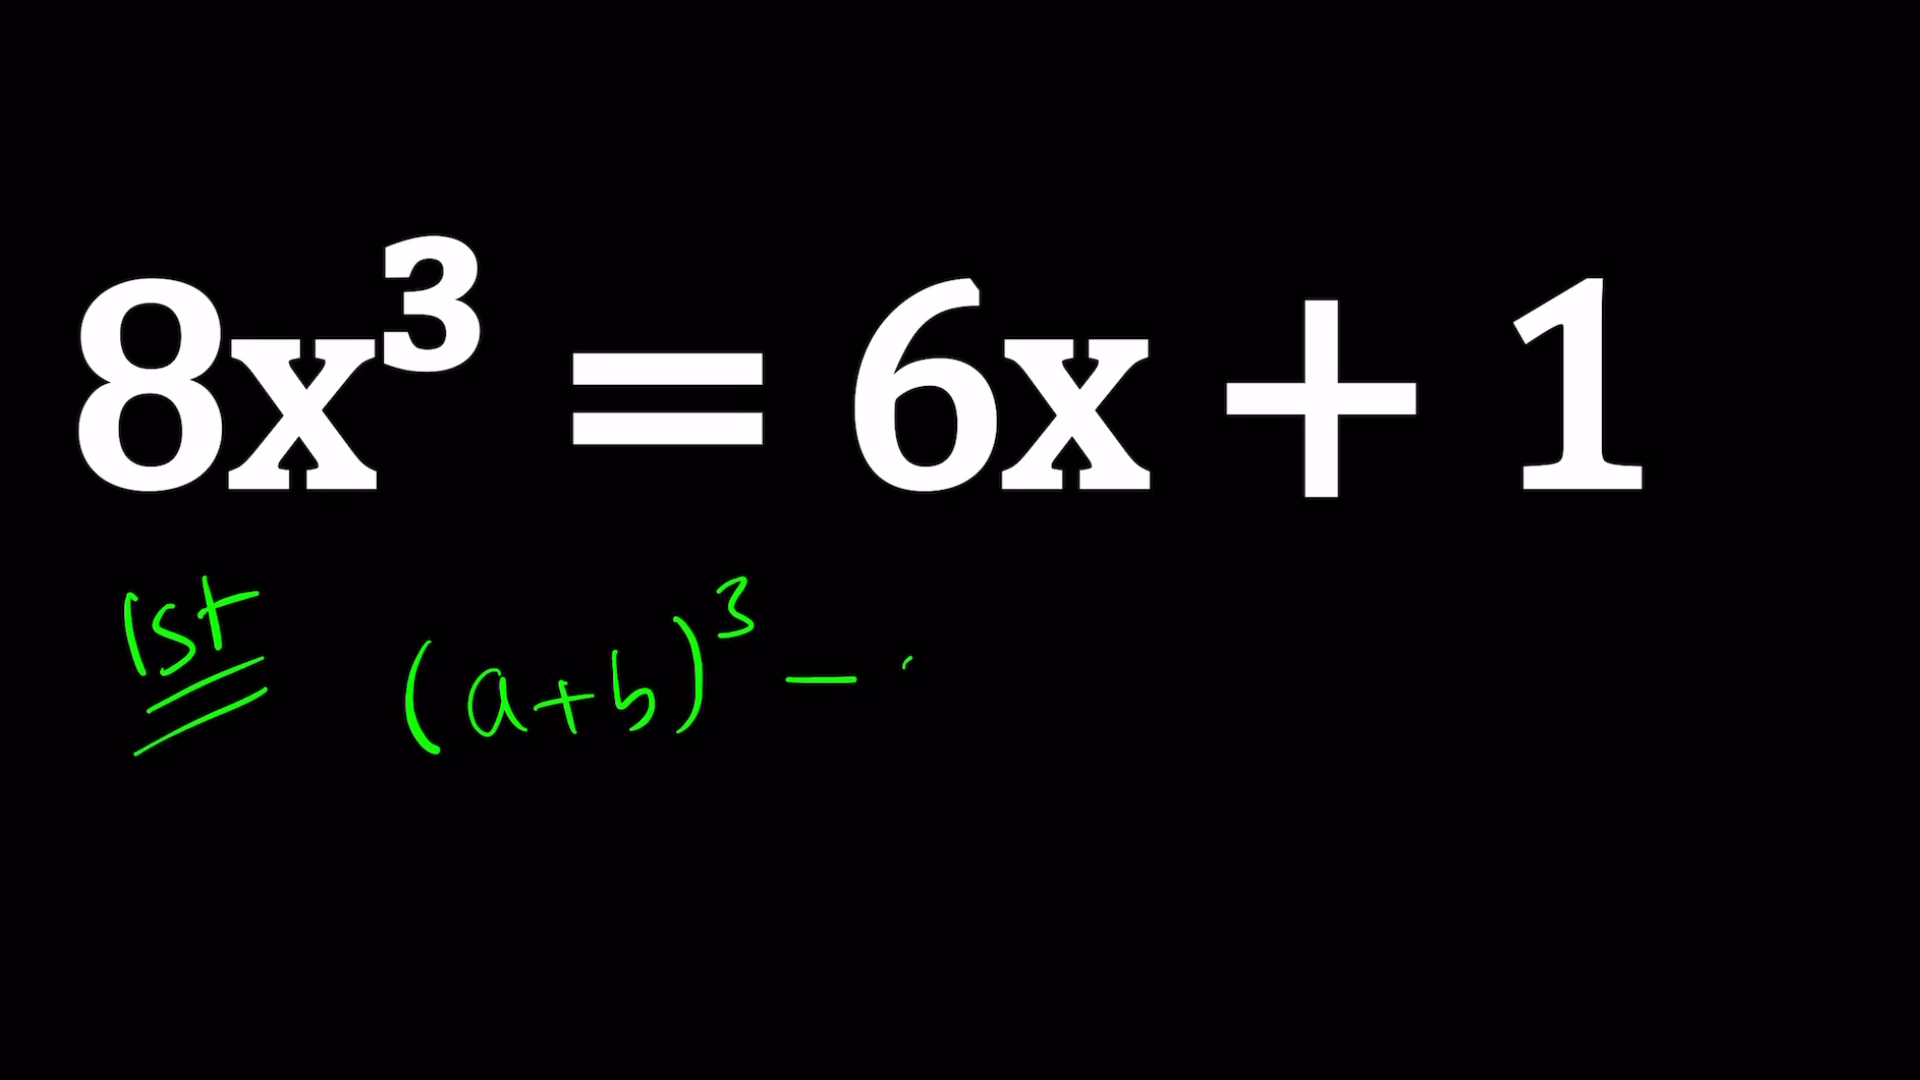 8x³ = 6x + 1
1st (a+b)³ –